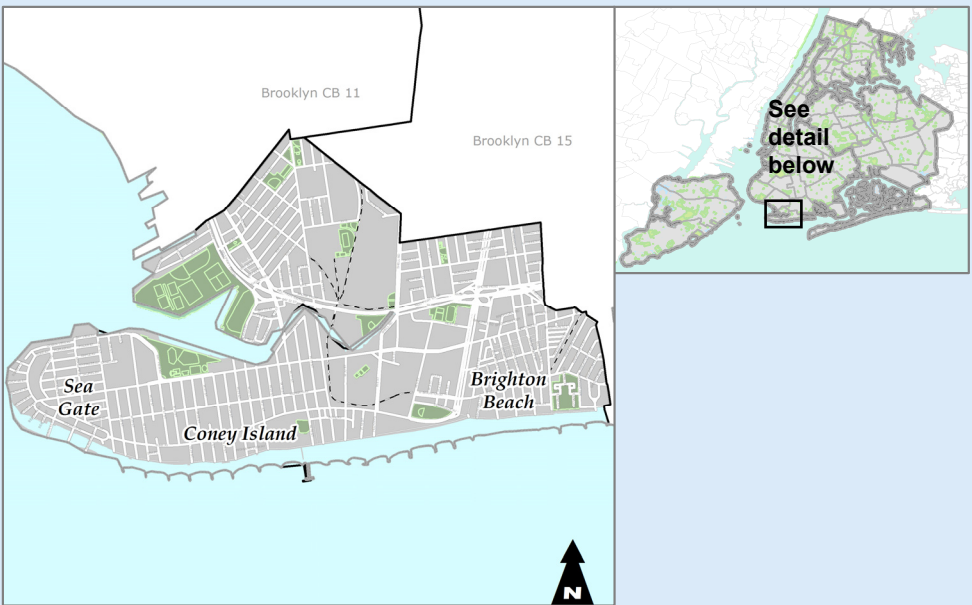 Brooklyn CB 11
Brooklyn CB 15
Sea
Gate
Coney Island
Brighton
Beach
N
See
detail
below